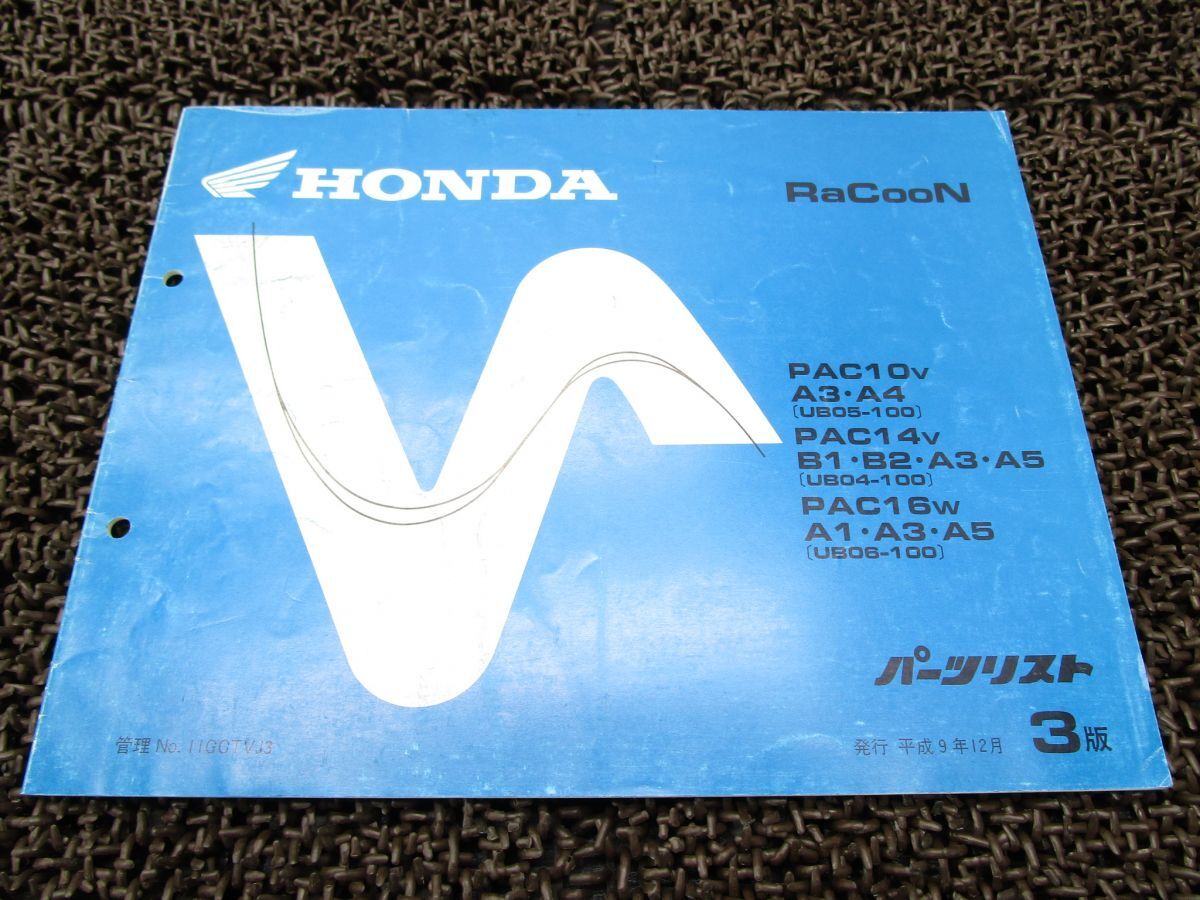 HONDA
RaCooN
PAC10V
A3・A4
〔UB05-100〕
PAC14V
B1・B2・A3・A5
〔UB04-100〕
PAC16W
A1・A3・A5
〔UB06-100〕
パーツリスト
管理 No. 11GGTVJ3
発行 平成9年12月
3版